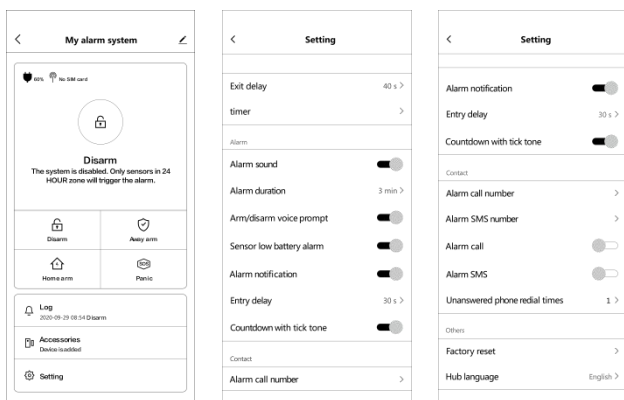 My alarm system
60% No SIM card
Disarm
The system is disabled. Only sensors in 24
HOUR zone will trigger the alarm.
Disarm
Away arm
Home arm
SOS
Panic
Log
2020-09-29 08:54 Disarm
Accessories
Device is added
Setting
Setting
Exit delay 40 s >
timer >
Alarm
Alarm sound
Alarm duration 3 min >
Arm/disarm voice prompt
Sensor low battery alarm
Alarm notification
Entry delay 30 s >
Countdown with tick tone
Contact
Alarm call number >
Setting
Alarm notification
Entry delay 30 s >
Countdown with tick tone
Contact
Alarm call number >
Alarm SMS number >
Alarm call
Alarm SMS
Unanswered phone redial times 1 >
Others
Factory reset >
Hub language English >